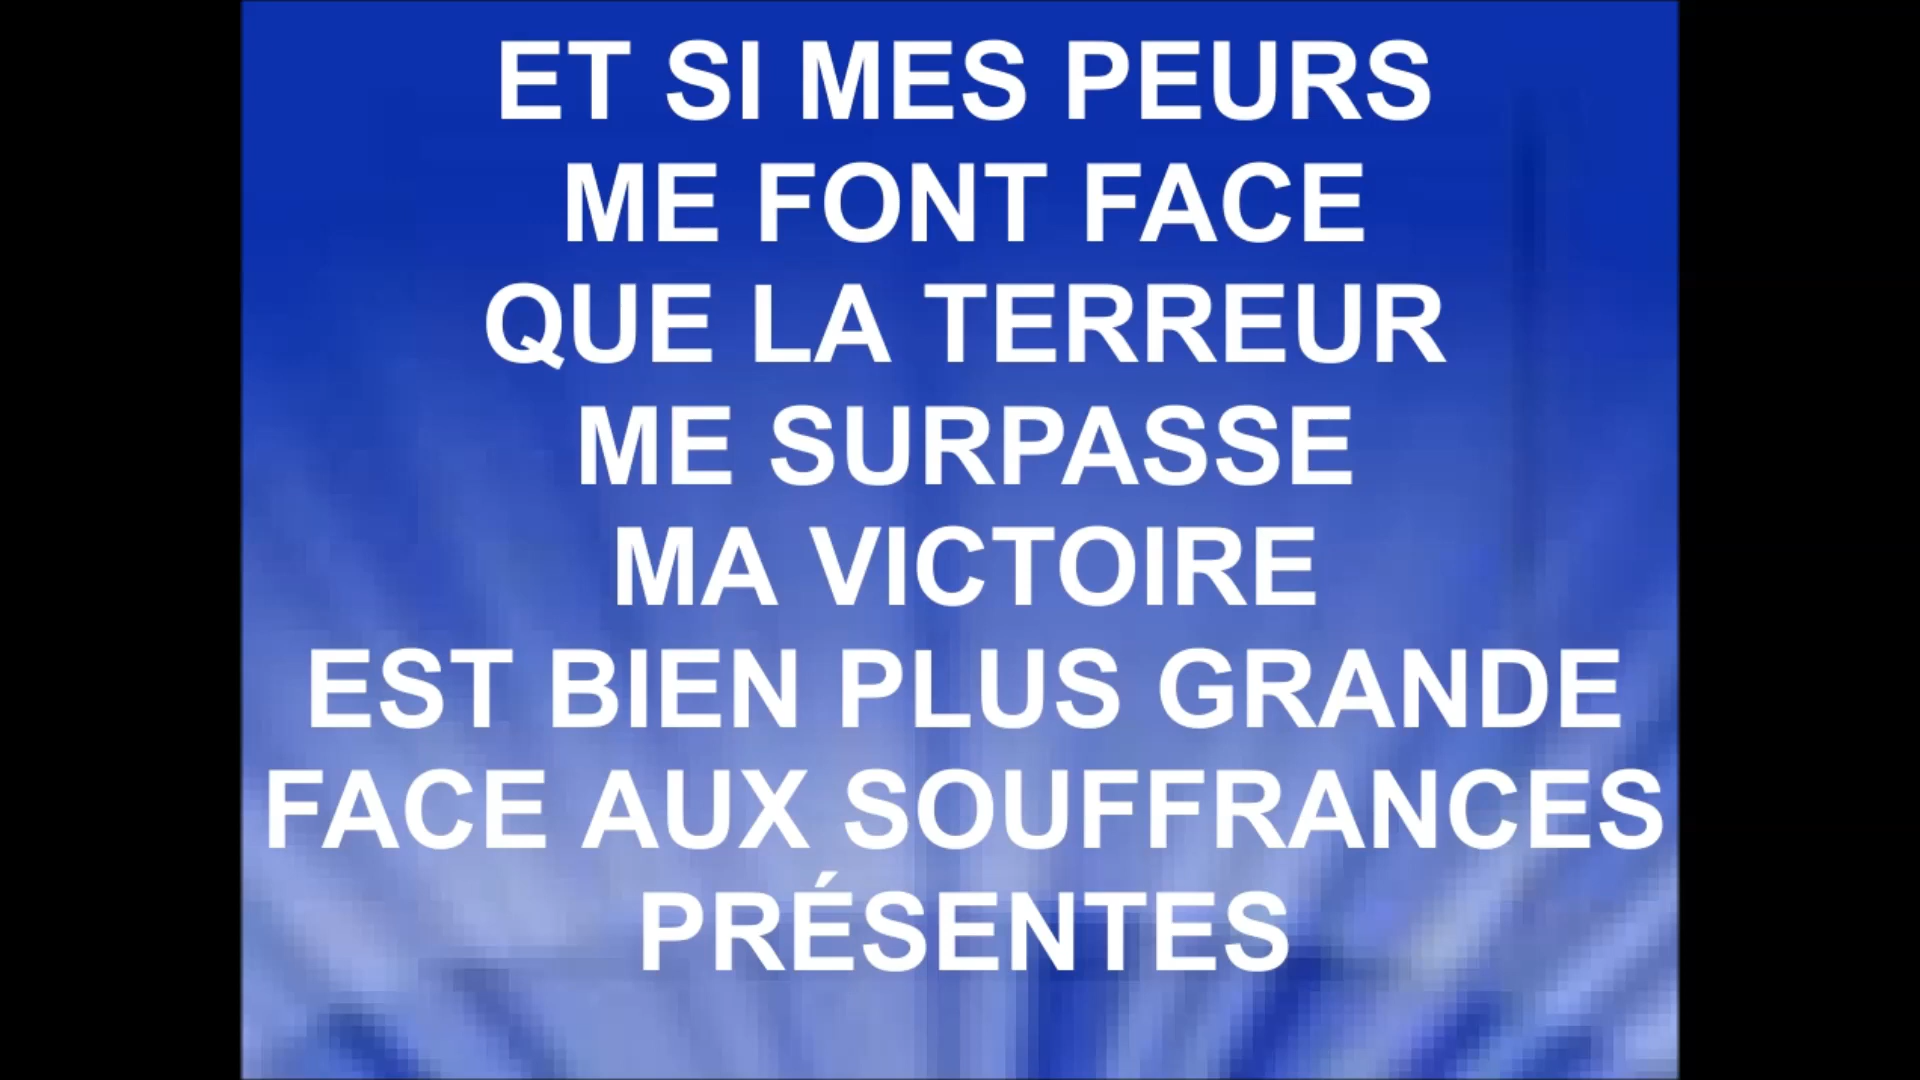 ET SI MES PEURS
ME FONT FACE
QUE LA TERREUR
ME SURPASSE
MA VICTOIRE
EST BIEN PLUS GRANDE
FACE AUX SOUFFRANCES
PRÉSENTES